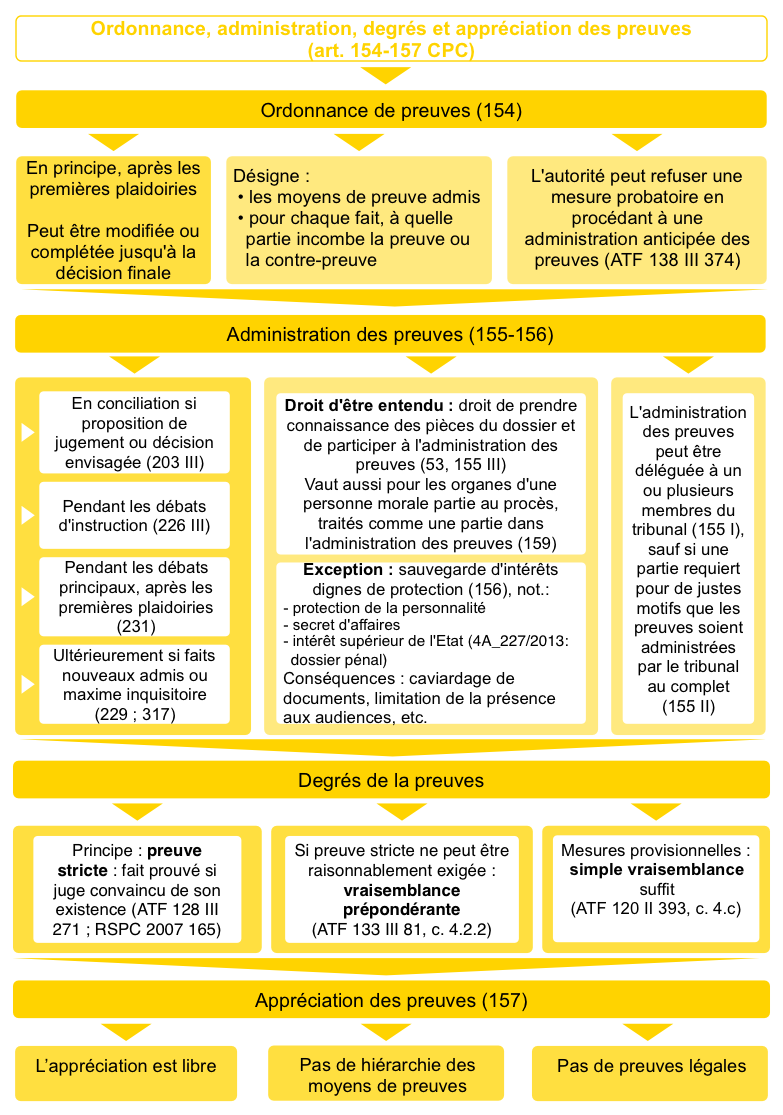 Ordonnance, administration, degrés et appréciation des preuves
(art. 154-157 CPC)
Ordonnance de preuves (154)
En principe, après les
premières plaidoiries
Peut être modifiée ou
complétée jusqu'à la
décision finale
Désigne :
• les moyens de preuve admis
• pour chaque fait, à quelle
partie incombe la preuve ou
la contre-preuve
L'autorité peut refuser une
mesure probatoire en
procédant à une
administration anticipée des
preuves (ATF 138 III 374)
Administration des preuves (155-156)
En conciliation si
proposition de
jugement ou décision
envisagée (203 III)
Pendant les débats
d'instruction (226 III)
Pendant les débats
principaux, après les
premières plaidoiries
(231)
Ultérieurement si faits
nouveaux admis ou
maxime inquisitoire
(229 ; 317)
Droit d'être entendu : droit de prendre
connaissance des pièces du dossier et
de participer à l'administration des
preuves (53, 155 III)
Vaut aussi pour les organes d'une
personne morale partie au procès,
traités comme une partie dans
l'administration des preuves (159)
Exception : sauvegarde d'intérêts
dignes de protection (156), not.:
- protection de la personnalité
- secret d'affaires
- intérêt supérieur de l'Etat (4A_227/2013:
dossier pénal)
Conséquences : caviardage de
documents, limitation de la présence
aux audiences, etc.
L'administration
des preuves
peut être
déléguée à un
ou plusieurs
membres du
tribunal (155 I),
sauf si une
partie requiert
pour de justes
motifs que les
preuves soient
administrées
par le tribunal
au complet
(155 II)
Degrés de la preuves
Principe : preuve
stricte : fait prouvé si
juge convaincu de son
existence (ATF 128 III
271 ; RSPC 2007 165)
Si preuve stricte ne peut être
raisonnablement exigée :
vraisemblance
prépondérante
(ATF 133 III 81, c. 4.2.2)
Mesures provisionnelles :
simple vraisemblance
suffit
(ATF 120 II 393, c. 4.c)
Appréciation des preuves (157)
L’appréciation est libre
Pas de hiérarchie des
moyens de preuves
Pas de preuves légales